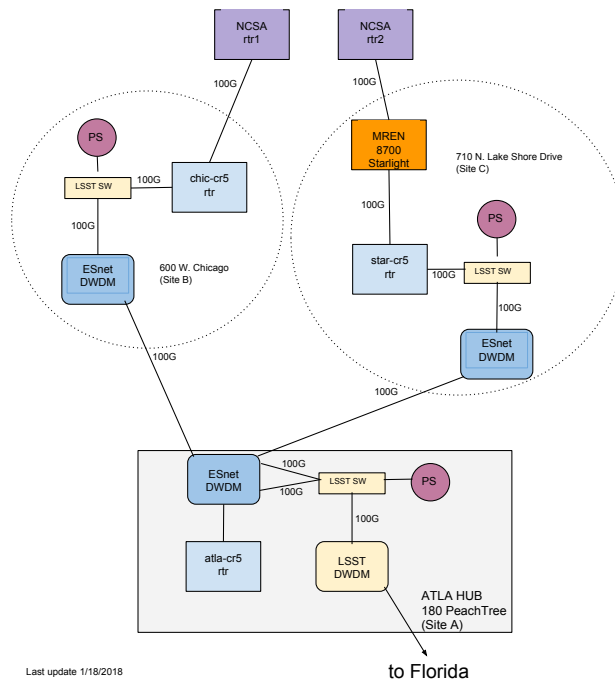 NCSA
rtr1
NCSA
rtr2
100G
100G
PS
MREN
8700
Starlight
710 N. Lake Shore Drive
(Site C)
LSST SW
100G
chic-cr5
rtr
100G
PS
100G
star-cr5
rtr
100G
LSST SW
ESnet
DWDM
600 W. Chicago
(Site B)
100G
ESnet
DWDM
100G
100G
ESnet
DWDM
100G
100G
LSST SW
PS
100G
atla-cr5
rtr
LSST
DWDM
ATLA HUB
180 PeachTree
(Site A)
Last update 1/18/2018
to Florida